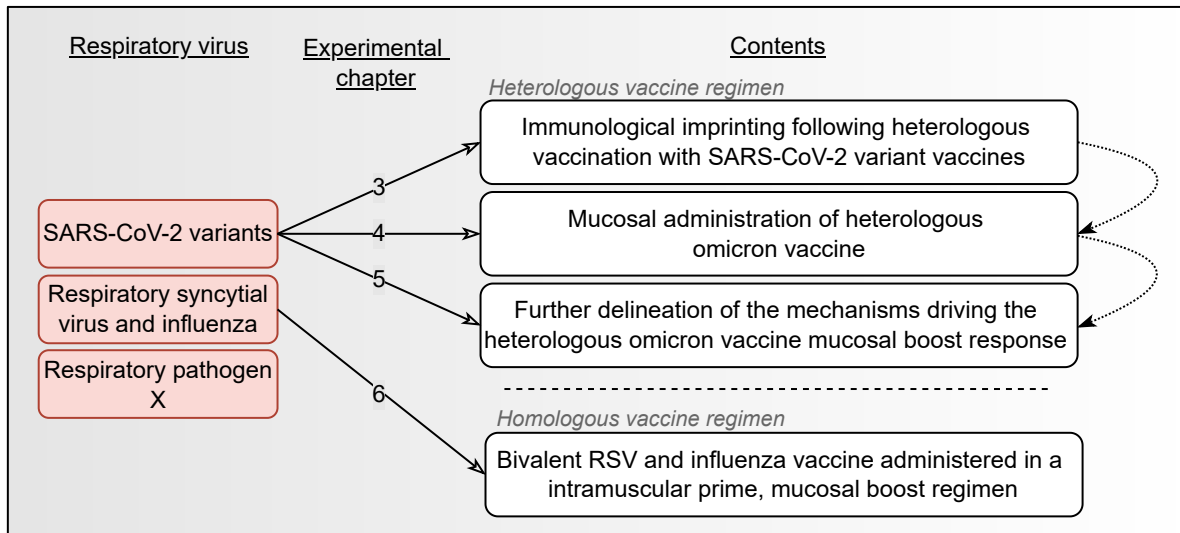 Respiratory virus
Experimental
chapter
Contents
Heterologous vaccine regimen
Immunological imprinting following heterologous
vaccination with SARS-CoV-2 variant vaccines
3
SARS-CoV-2 variants
4
Mucosal administration of heterologous
omicron vaccine
5
Respiratory syncytial
virus and influenza
Further delineation of the mechanisms driving the
heterologous omicron vaccine mucosal boost response
Respiratory pathogen
X
6
Homologous vaccine regimen
Bivalent RSV and influenza vaccine administered in a
intramuscular prime, mucosal boost regimen